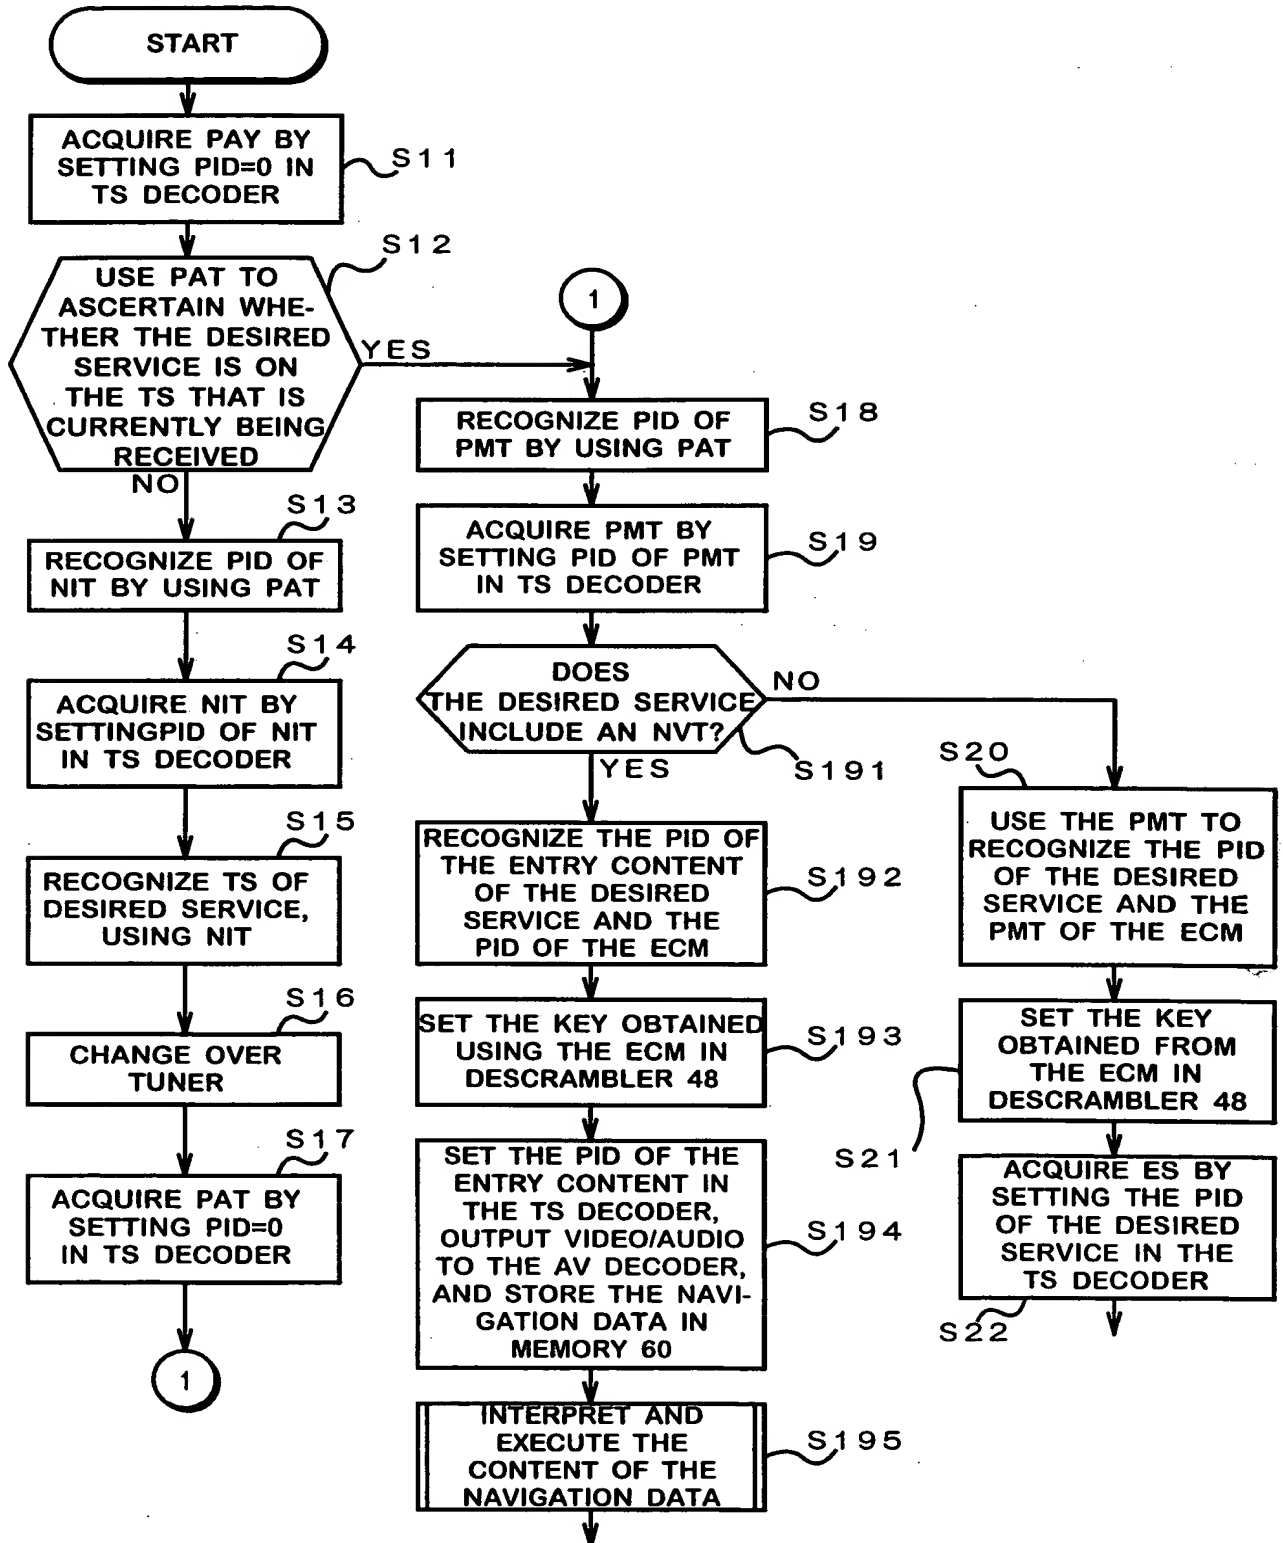 START
ACQUIRE PAY BY
SETTING PID=0 IN
TS DECODER
S11
USE PAT TO
ASCERTAIN WHE-
THER THE DESIRED
SERVICE IS ON
THE TS THAT IS
CURRENTLY BEING
RECEIVED
S12
YES
NO
RECOGNIZE PID OF
NIT BY USING PAT
S13
ACQUIRE NIT BY
SETTINGPID OF NIT
IN TS DECODER
S14
RECOGNIZE TS OF
DESIRED SERVICE,
USING NIT
S15
CHANGE OVER
TUNER
S16
ACQUIRE PAT BY
SETTING PID=0
IN TS DECODER
S17
1
1
RECOGNIZE PID OF
PMT BY USING PAT
S18
ACQUIRE PMT BY
SETTING PID OF PMT
IN TS DECODER
S19
DOES
THE DESIRED SERVICE
INCLUDE AN NVT?
S191
NO
YES
RECOGNIZE THE PID OF
THE ENTRY CONTENT
OF THE DESIRED
SERVICE AND THE
PID OF THE ECM
S192
SET THE KEY OBTAINED
USING THE ECM IN
DESCRAMBLER 48
S193
SET THE PID OF THE
ENTRY CONTENT IN
THE TS DECODER,
OUTPUT VIDEO/AUDIO
TO THE AV DECODER,
AND STORE THE NAVI-
GATION DATA IN
MEMORY 60
S194
INTERPRET AND
EXECUTE THE
CONTENT OF THE
NAVIGATION DATA
S195
S20
USE THE PMT TO
RECOGNIZE THE PID
OF THE DESIRED
SERVICE AND THE
PMT OF THE ECM
SET THE KEY
OBTAINED FROM
THE ECM IN
DESCRAMBLER 48
S21
ACQUIRE ES BY
SETTING THE PID
OF THE DESIRED
SERVICE IN THE
TS DECODER
S22